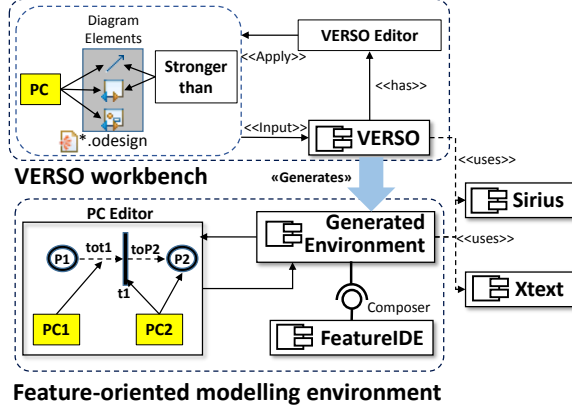 Diagram
Elements
VERSO Editor
<<Apply>>
PC
Stronger
than
<<has>>
*.odesign
<<Input>>
VERSO
<<uses>>
VERSO workbench
«Generates»
Sirius
PC Editor
Generated
Environment
<<uses>>
tot1
toP2
P1
P2
t1
Xtext
Composer
PC1
PC2
FeatureIDE
Feature-oriented modelling environment